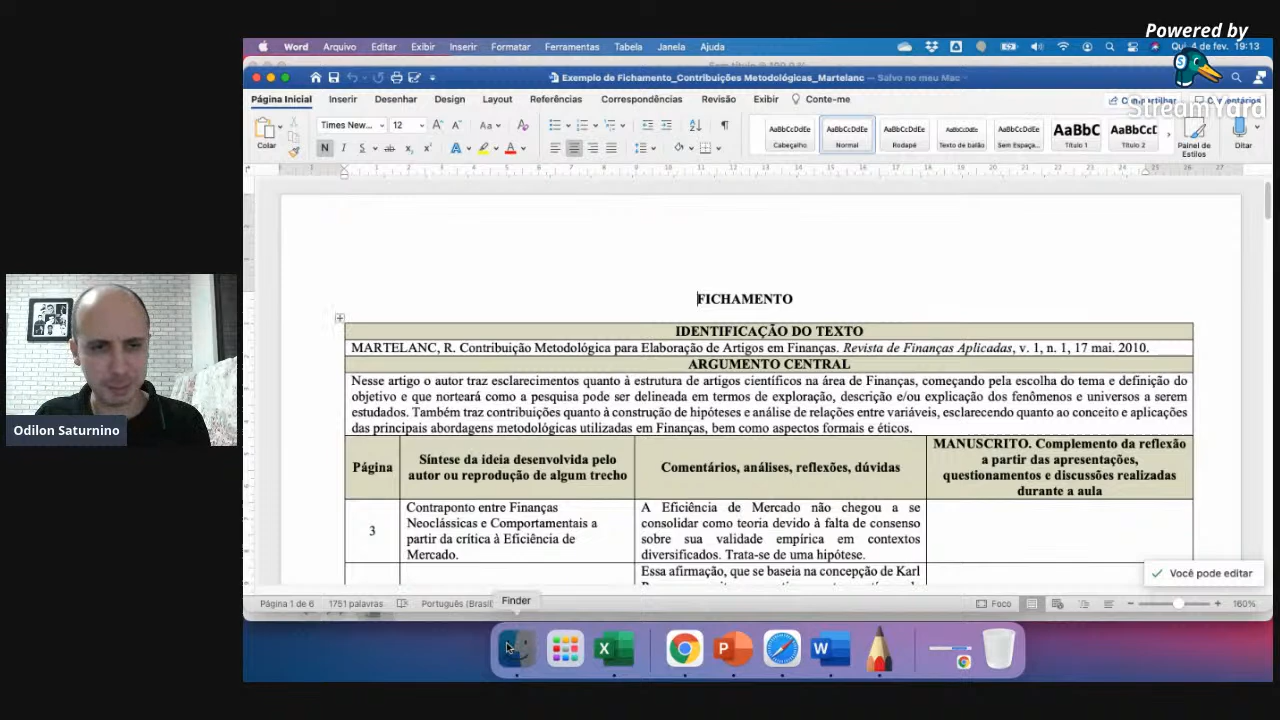 Powered by
StreamYard
Word Arquivo Editar Exibir Inserir Formatar Ferramentas Tabela Janela Ajuda
Qui. 4 de fev. 19:13
Exemplo de Fichamento_Contribuições Metodológicas_Martelanc — Salvo no meu Mac
Página Inicial Inserir Desenhar Design Layout Referências Correspondências Revisão Exibir Conte-me
Compartilhar Comentários
Colar
Times New... 12
AaBbCcDdEe AaBbCcDdEe AaBbCcDdEe AaBbCcDdEe AaBbCcDdEe AaBbC AaBbCcD
Cabeçalho Normal Rodapé Texto de balão Sem Espaça... Título 1 Título 2
Painel de Estilos
Ditar
FICHAMENTO
IDENTIFICAÇÃO DO TEXTO
MARTELANC, R. Contribuição Metodológica para Elaboração de Artigos em Finanças. Revista de Finanças Aplicadas, v. 1, n. 1, 17 mai. 2010.
ARGUMENTO CENTRAL
Nesse artigo o autor traz esclarecimentos quanto à estrutura de artigos científicos na área de Finanças, começando pela escolha do tema e definição do
objetivo e que norteará como a pesquisa pode ser delineada em termos de exploração, descrição e/ou explicação dos fenômenos e universos a serem
estudados. Também traz contribuições quanto à construção de hipóteses e análise de relações entre variáveis, esclarecendo quanto ao conceito e aplicações
das principais abordagens metodológicas utilizadas em Finanças, bem como aspectos formais e éticos.
Página
Síntese da ideia desenvolvida pelo
autor ou reprodução de algum trecho
Comentários, análises, reflexões, dúvidas
MANUSCRITO. Complemento da reflexão
a partir das apresentações,
questionamentos e discussões realizadas
durante a aula
3
Contraponto entre Finanças
Neoclássicas e Comportamentais a
partir da crítica à Eficiência de
Mercado.
A Eficiência de Mercado não chegou a se
consolidar como teoria devido à falta de consenso
sobre sua validade empírica em contextos
diversificados. Trata-se de uma hipótese.
Essa afirmação, que se baseia na concepção de Karl
Você pode editar
Página 1 de 6 1751 palavras Português (Brasil)
Foco
160%
Finder
Odilon Saturnino